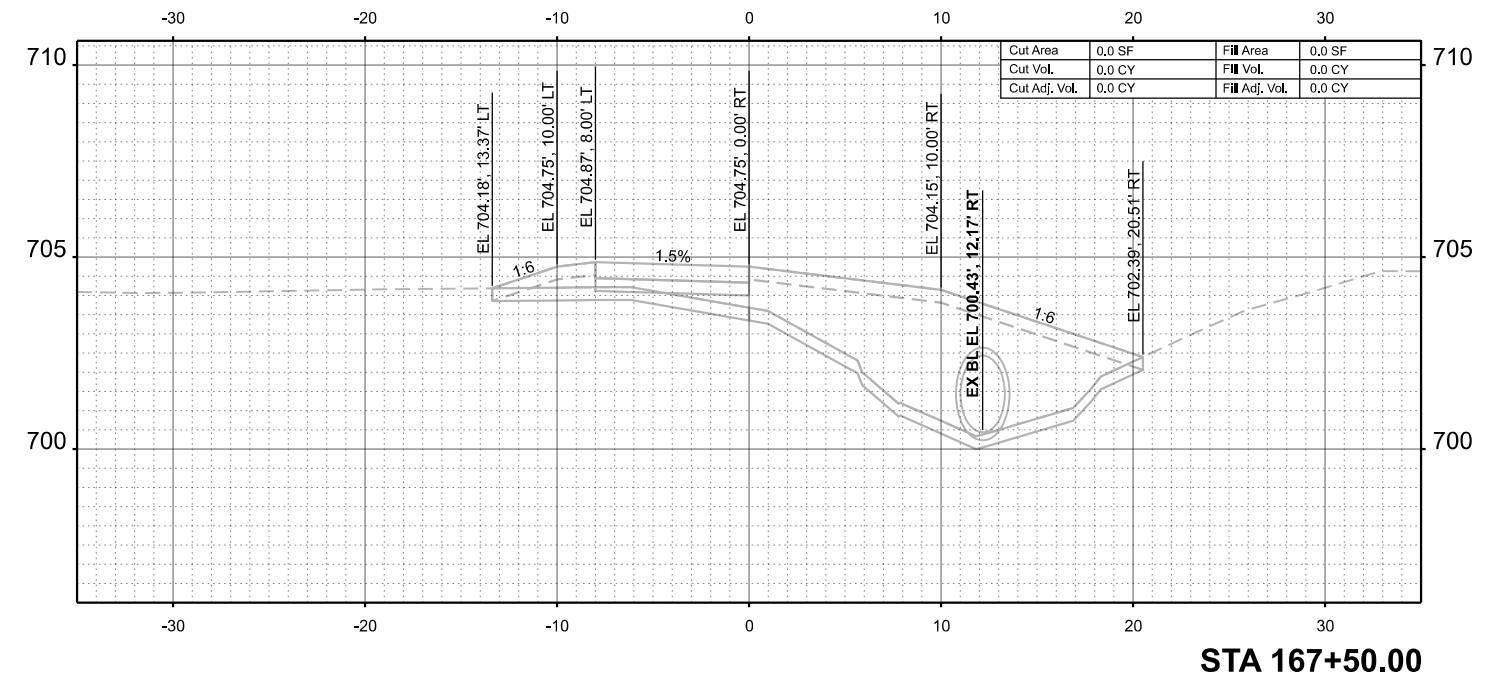 -30 -20 -10 0 10 20 30
710 710
Cut Area 0.0 SF Fill Area 0.0 SF
Cut Vol. 0.0 CY Fill Vol. 0.0 CY
Cut Adj. Vol. 0.0 CY Fill Adj. Vol. 0.0 CY
EL 704.18', 13.37' LT
EL 704.75', 10.00' LT
EL 704.87', 8.00' LT
EL 704.75', 0.00' RT
EL 704.15', 10.00' RT
EX BL EL 700.43', 12.17' RT
EL 702.39', 20.51' RT
705 705
1:6
1.5%
1:6
700 700
-30 -20 -10 0 10 20 30
STA 167+50.00